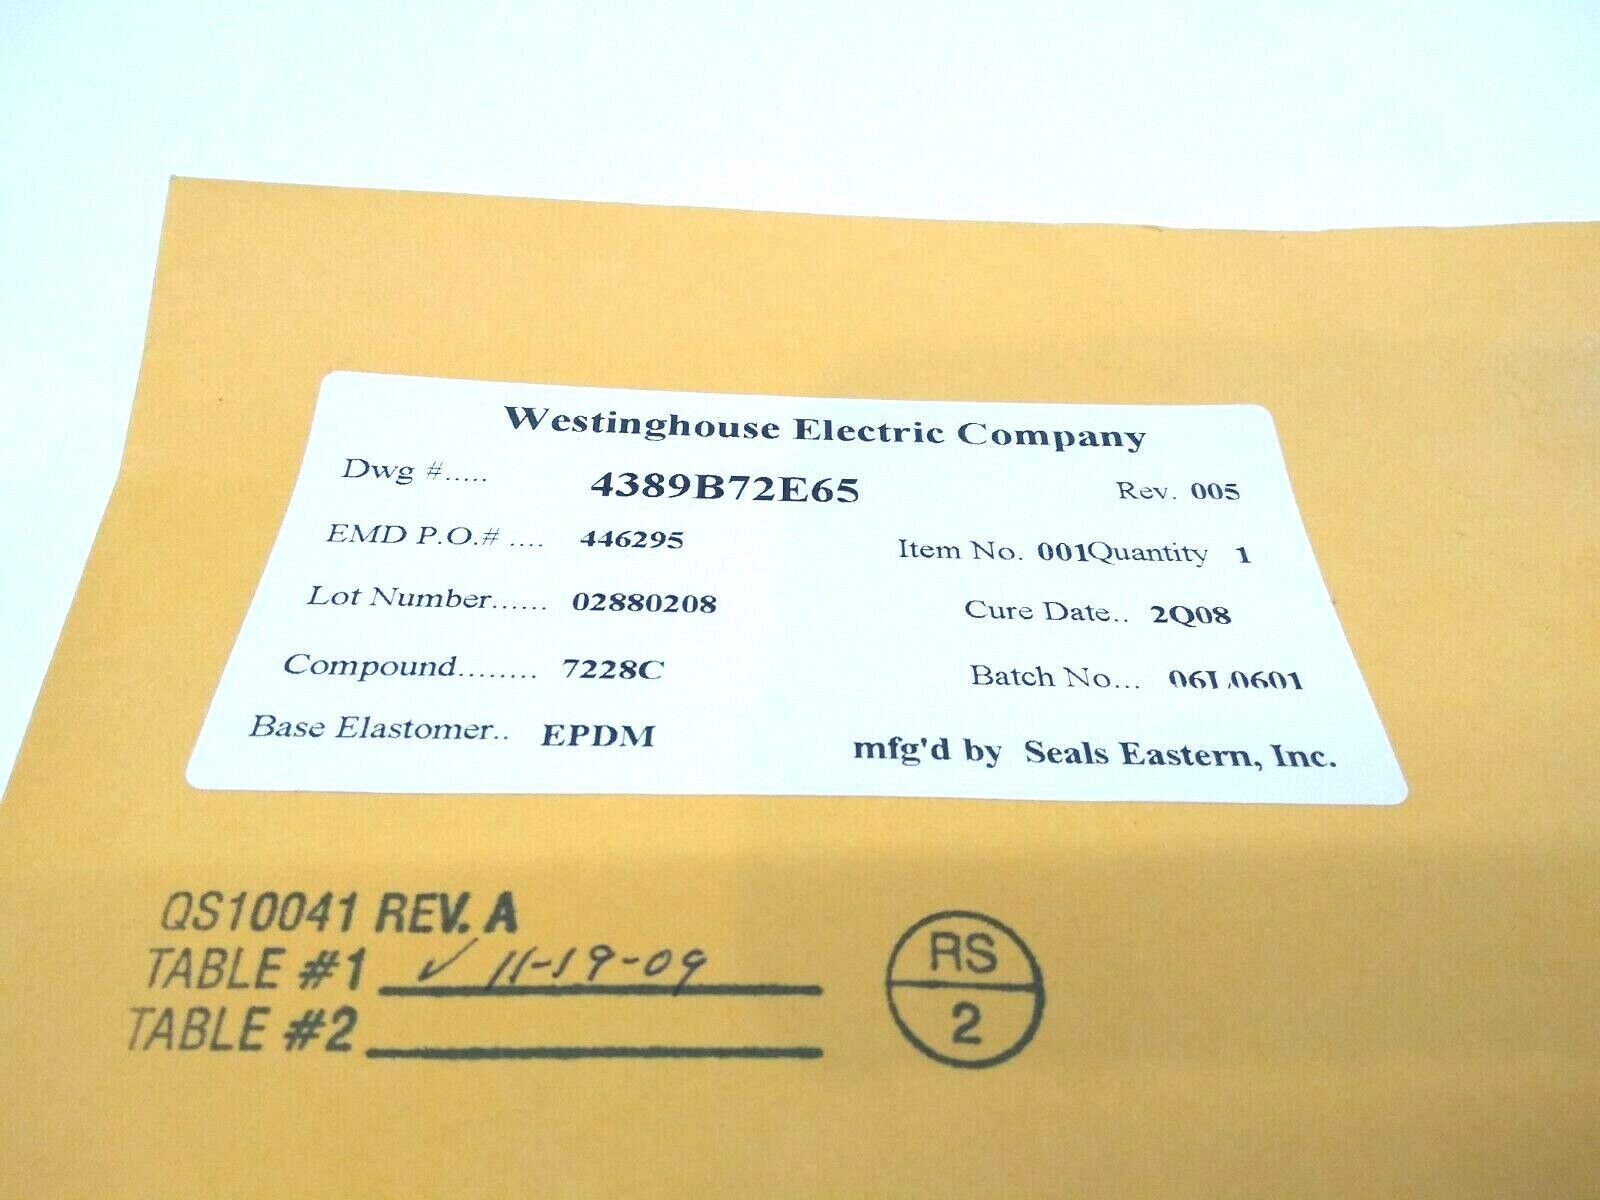 Westinghouse Electric Company
Dwg #..... 4389B72E65 Rev. 005
EMD P.O.# .... 446295 Item No. 001Quantity 1
Lot Number...... 02880208 Cure Date.. 2Q08
Compound........ 7228C Batch No...
Base Elastomer.. EPDM mfg'd by Seals Eastern, Inc.
QS10041 REV. A
TABLE #1 ✓ 11-19-09
TABLE #2
RS
2